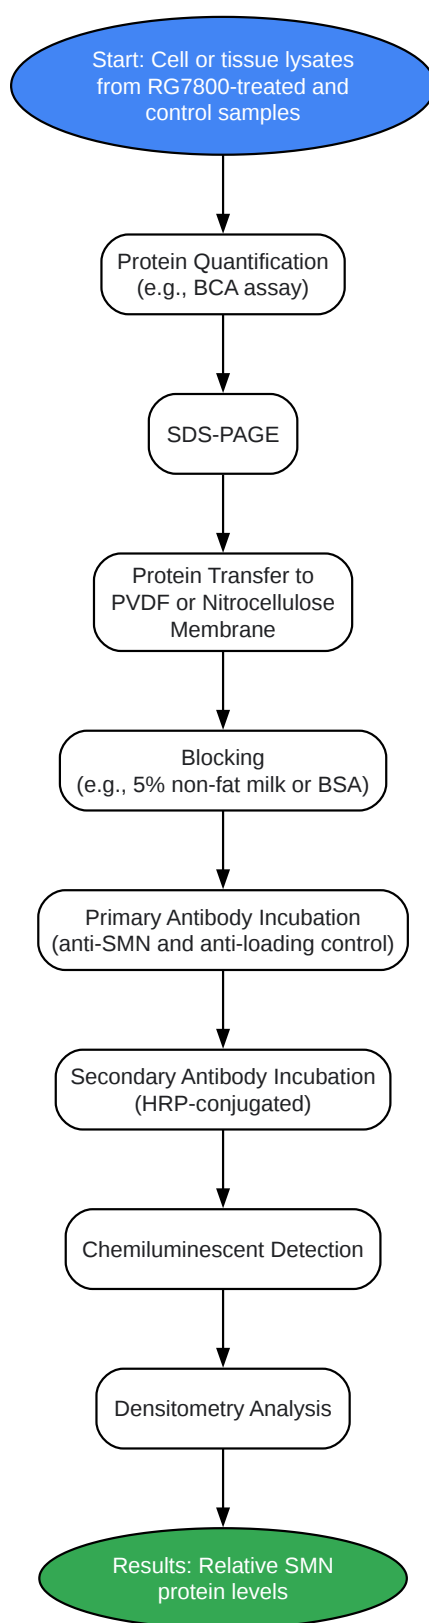 Start: Cell or tissue lysates
from RG7800-treated and
control samples
Protein Quantification
(e.g., BCA assay)
SDS-PAGE
Protein Transfer to
PVDF or Nitrocellulose
Membrane
Blocking
(e.g., 5% non-fat milk or BSA)
Primary Antibody Incubation
(anti-SMN and anti-loading control)
Secondary Antibody Incubation
(HRP-conjugated)
Chemiluminescent Detection
Densitometry Analysis
Results: Relative SMN
protein levels